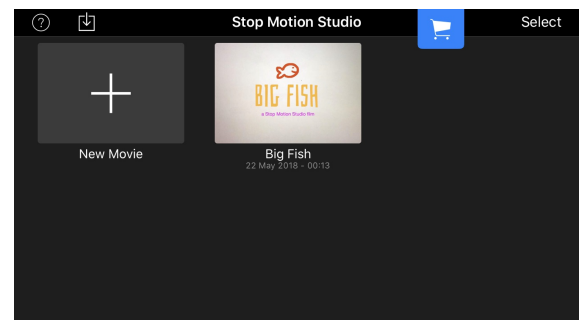 ?
Stop Motion Studio
Select
BIG FISH
a Stop Motion Studio film
New Movie
Big Fish
22 May 2018 - 00:13